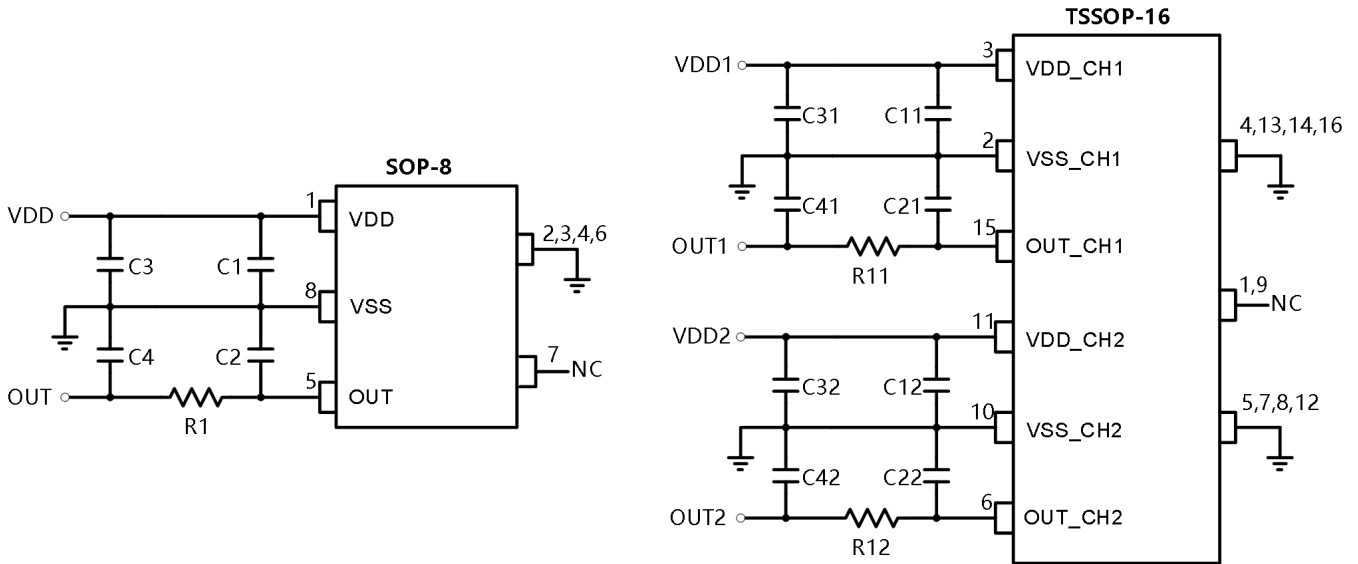 SOP-8
VDD
1
VDD
C3
C1
2,3,4,6
8
VSS
C4
C2
7
NC
OUT
5
OUT
R1
TSSOP-16
VDD1
3
VDD_CH1
C31
C11
4,13,14,16
2
VSS_CH1
C41
C21
OUT1
15
OUT_CH1
R11
1,9
NC
VDD2
11
VDD_CH2
C32
C12
5,7,8,12
10
VSS_CH2
C42
C22
OUT2
6
OUT_CH2
R12